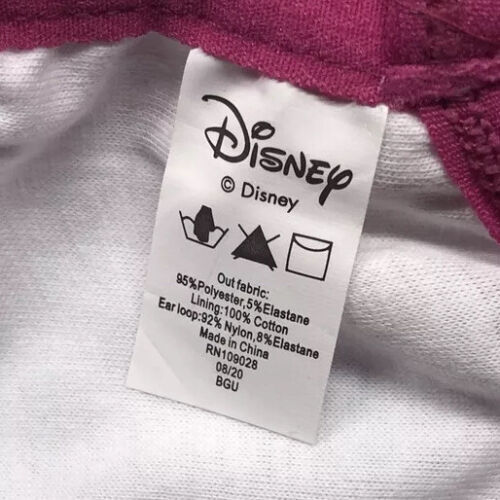 Disney
© Disney
Out fabric:
95%Polyester,5%Elastane
Lining:100% Cotton
Ear loop:92% Nylon,8%Elastane
Made in China
RN109028
08/20
BGU